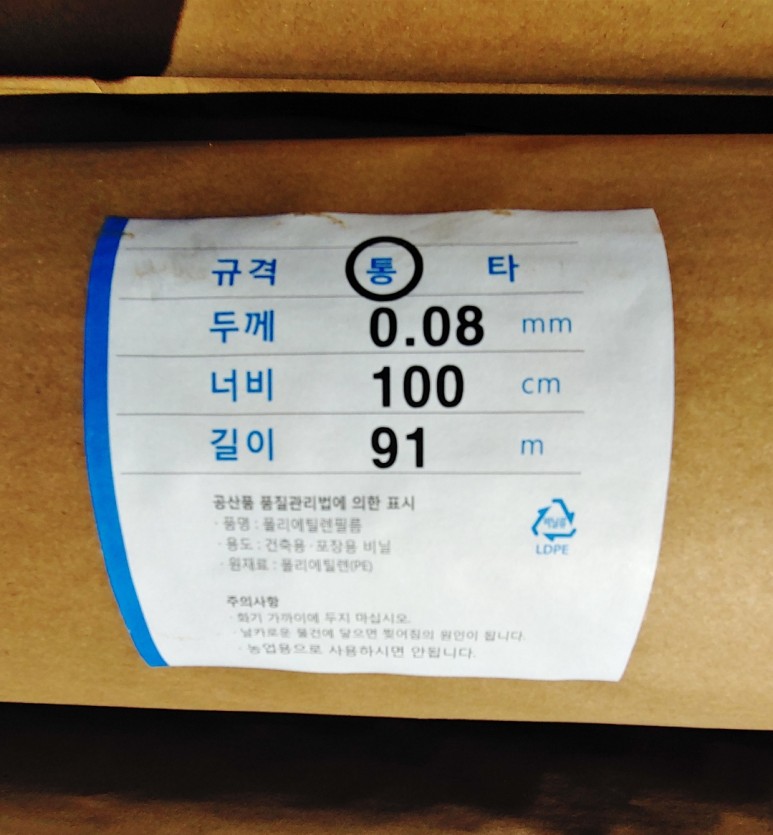 규격 통 타
두께 0.08 mm
너비 100 cm
길이 91 m
공산품 품질관리법에 의한 표시
· 품명 : 폴리에틸렌필름
· 용도 : 건축용 · 포장용 비닐
· 원재료 : 폴리에틸렌(PE)
비닐류
LDPE
주의사항
· 화기 가까이에 두지 마십시오.
· 날카로운 물건에 닿으면 찢어짐의 원인이 됩니다.
· 농업용으로 사용하시면 안됩니다.